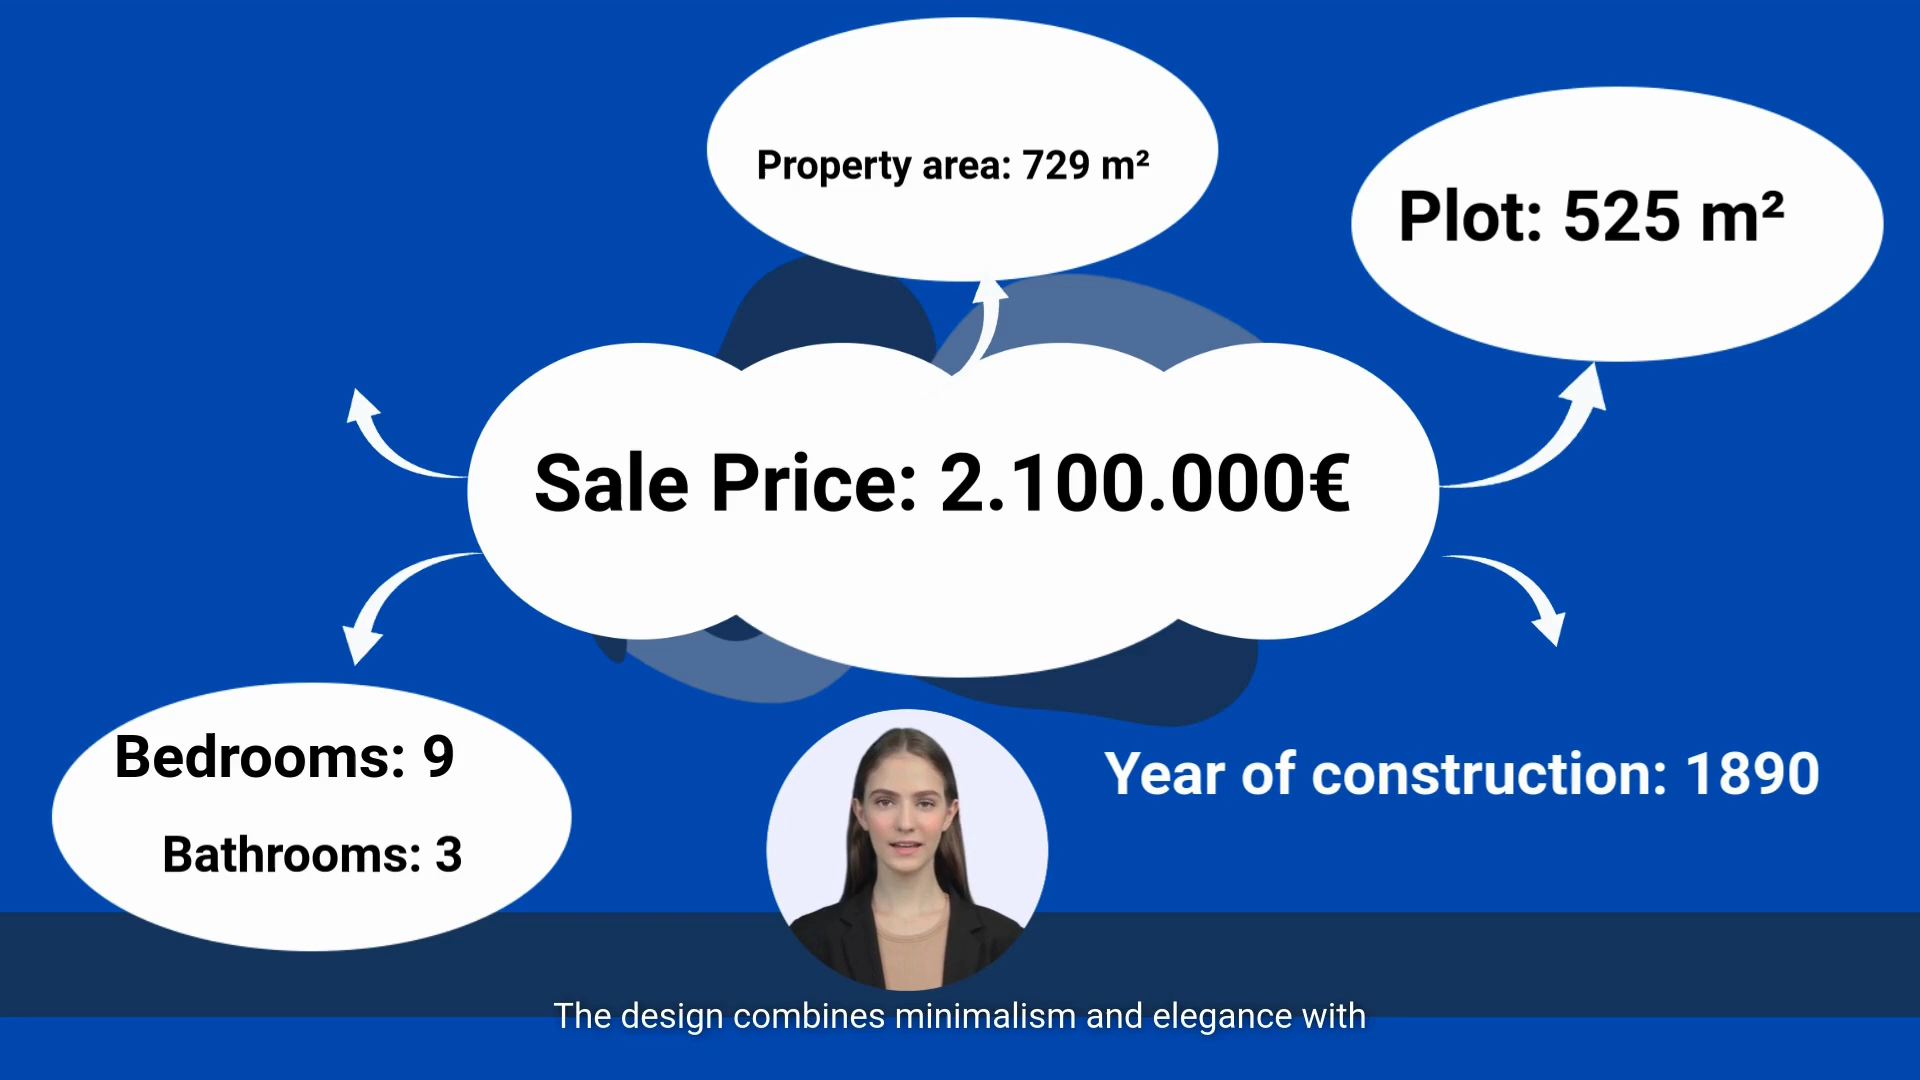 Property area: 729 m²
Plot: 525 m²
Sale Price: 2.100.000€
Bedrooms: 9
Bathrooms: 3
Year of construction: 1890
The design combines minimalism and elegance with